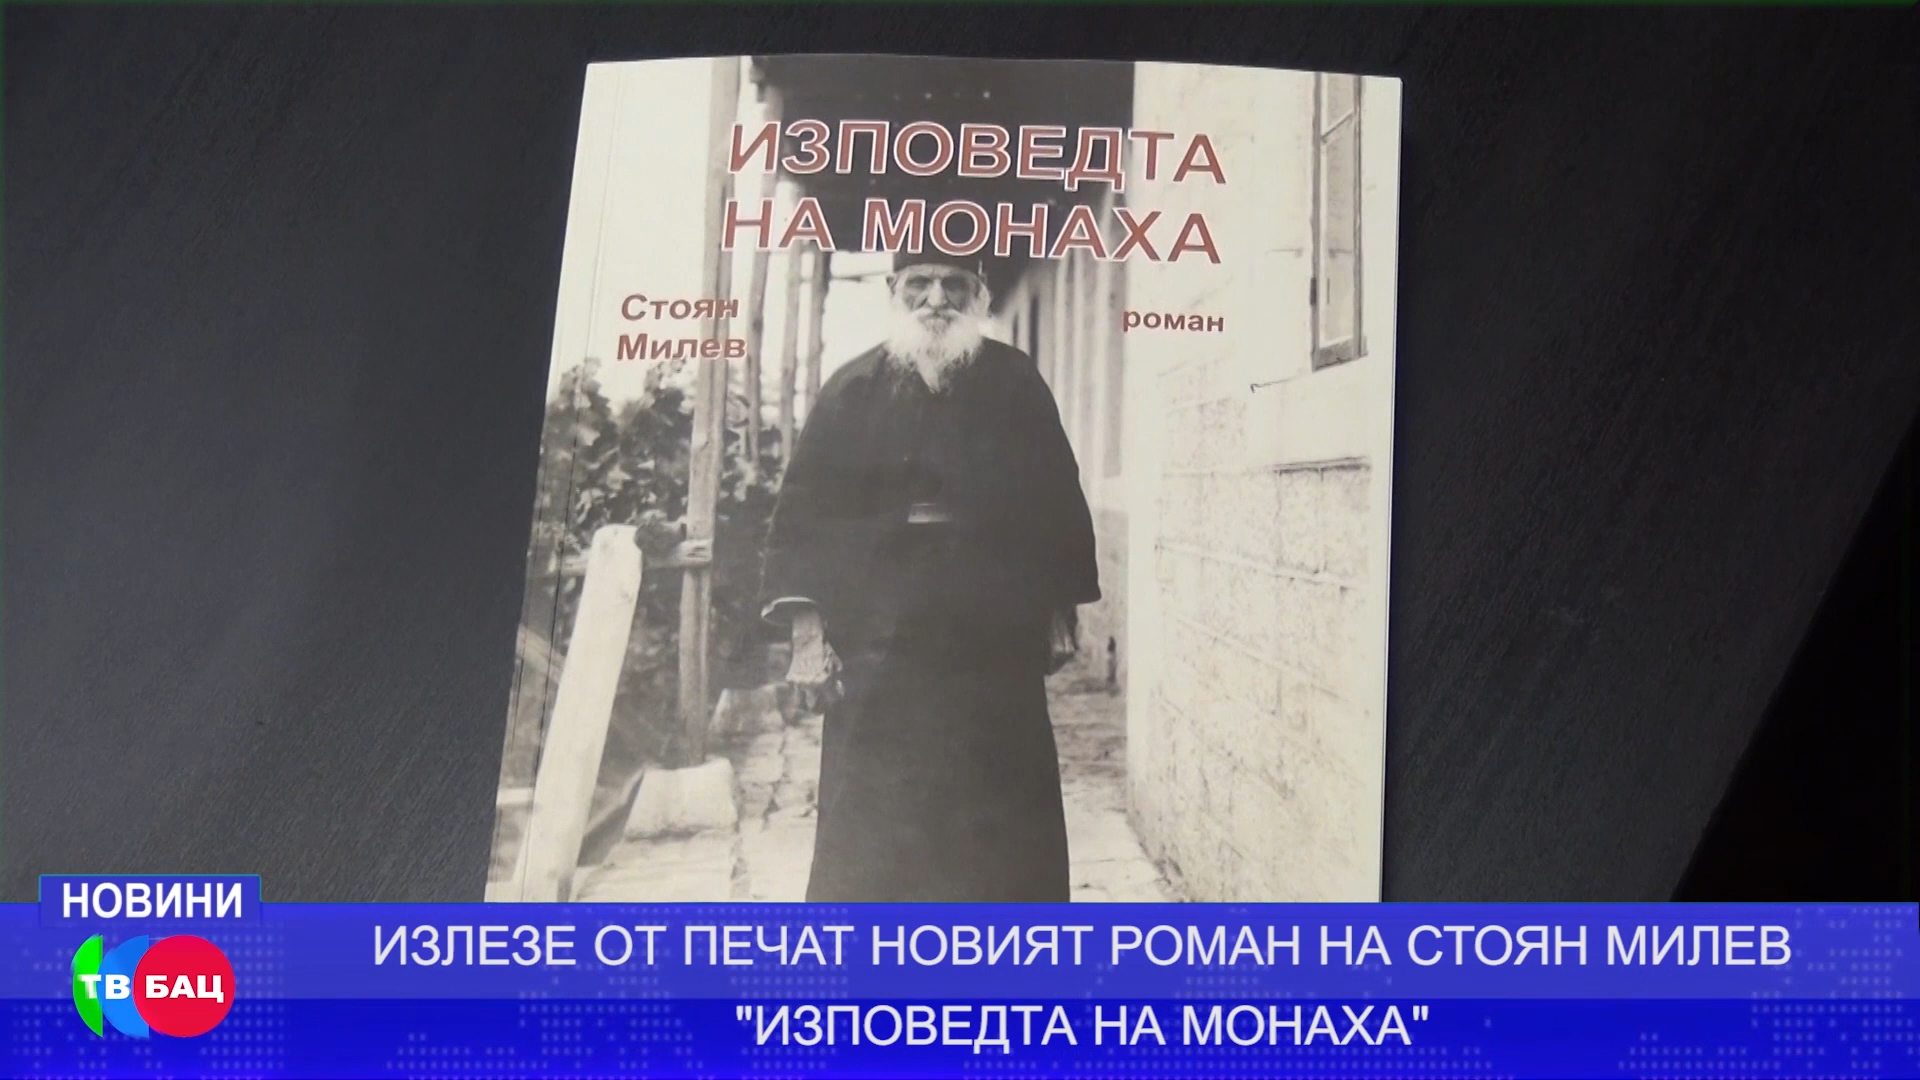 ИЗПОВЕДТА
НА МОНАХА
Стоян
Милев
роман
НОВИНИ
ТВ БАЦ
ИЗЛЕЗЕ ОТ ПЕЧАТ НОВИЯТ РОМАН НА СТОЯН МИЛЕВ
"ИЗПОВЕДТА НА МОНАХА"